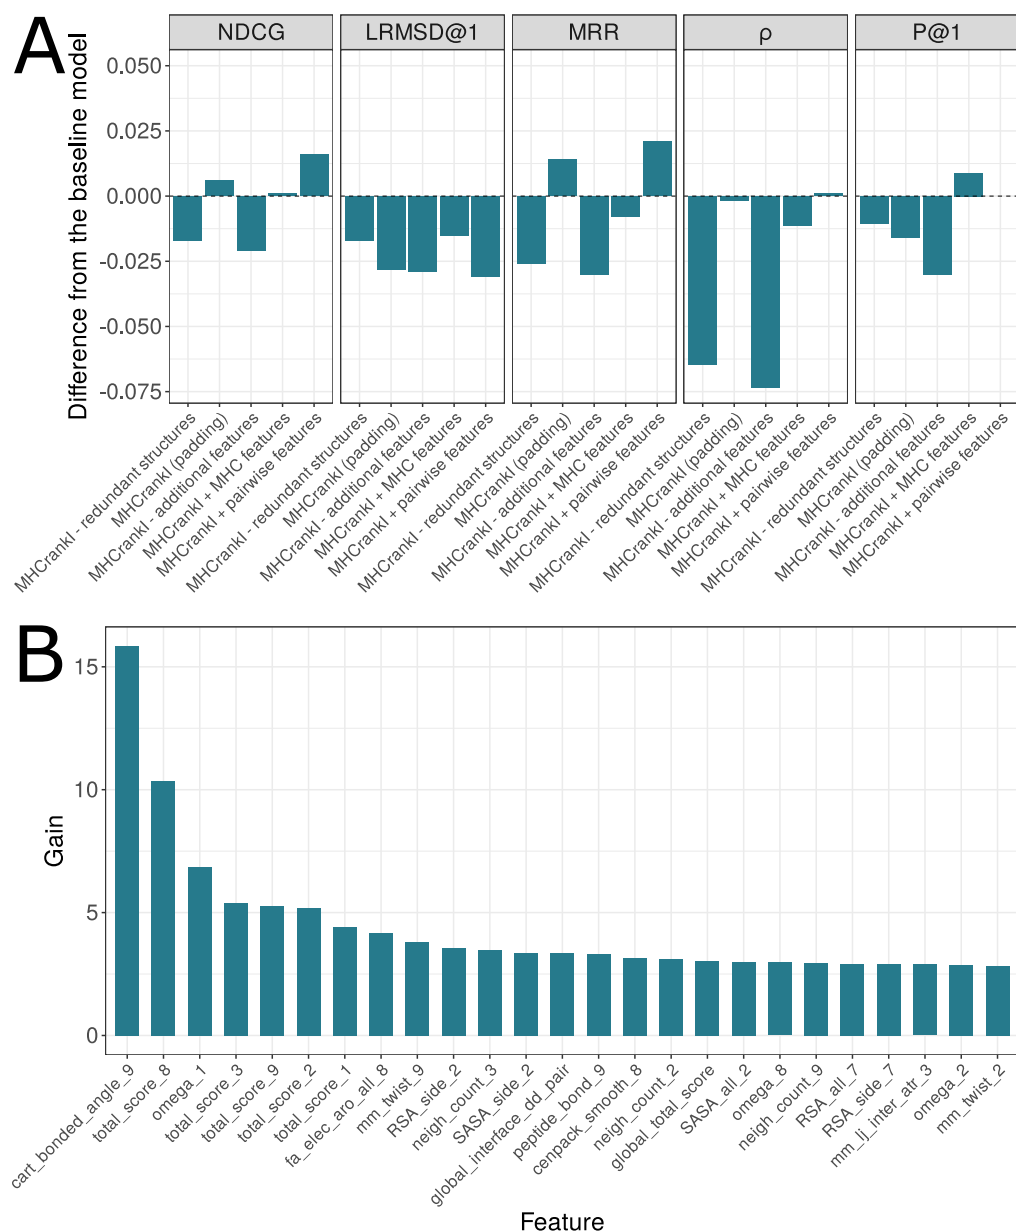 A
NDCG
LRMSD@1
MRR
ρ
P@1
Difference from the baseline model
0.050
0.025
0.000
-0.025
-0.050
-0.075
MHCrankl - redundant structures
MHCrankl (padding)
MHCrankl - additional features
MHCrankl + MHC features
MHCrankl + pairwise features
MHCrankl - redundant structures
MHCrankl (padding)
MHCrankl - additional features
MHCrankl + MHC features
MHCrankl + pairwise features
MHCrankl - redundant structures
MHCrankl (padding)
MHCrankl - additional features
MHCrankl + MHC features
MHCrankl + pairwise features
MHCrankl - redundant structures
MHCrankl (padding)
MHCrankl - additional features
MHCrankl + MHC features
MHCrankl + pairwise features
MHCrankl - redundant structures
MHCrankl (padding)
MHCrankl - additional features
MHCrankl + MHC features
MHCrankl + pairwise features
B
Gain
15
10
5
0
cart_bonded_angle_9
total_score_8
omega_1
total_score_3
total_score_9
total_score_2
total_score_1
fa_elec_aro_all_8
mm_twist_9
RSA_side_2
neigh_count_3
SASA_side_2
global_interface_dd_pair
peptide_bond_9
cenpack_smooth_8
neigh_count_2
global_total_score
SASA_all_2
omega_8
neigh_count_9
RSA_all_7
RSA_side_7
mm_lj_inter_atr_3
omega_2
mm_twist_2
Feature